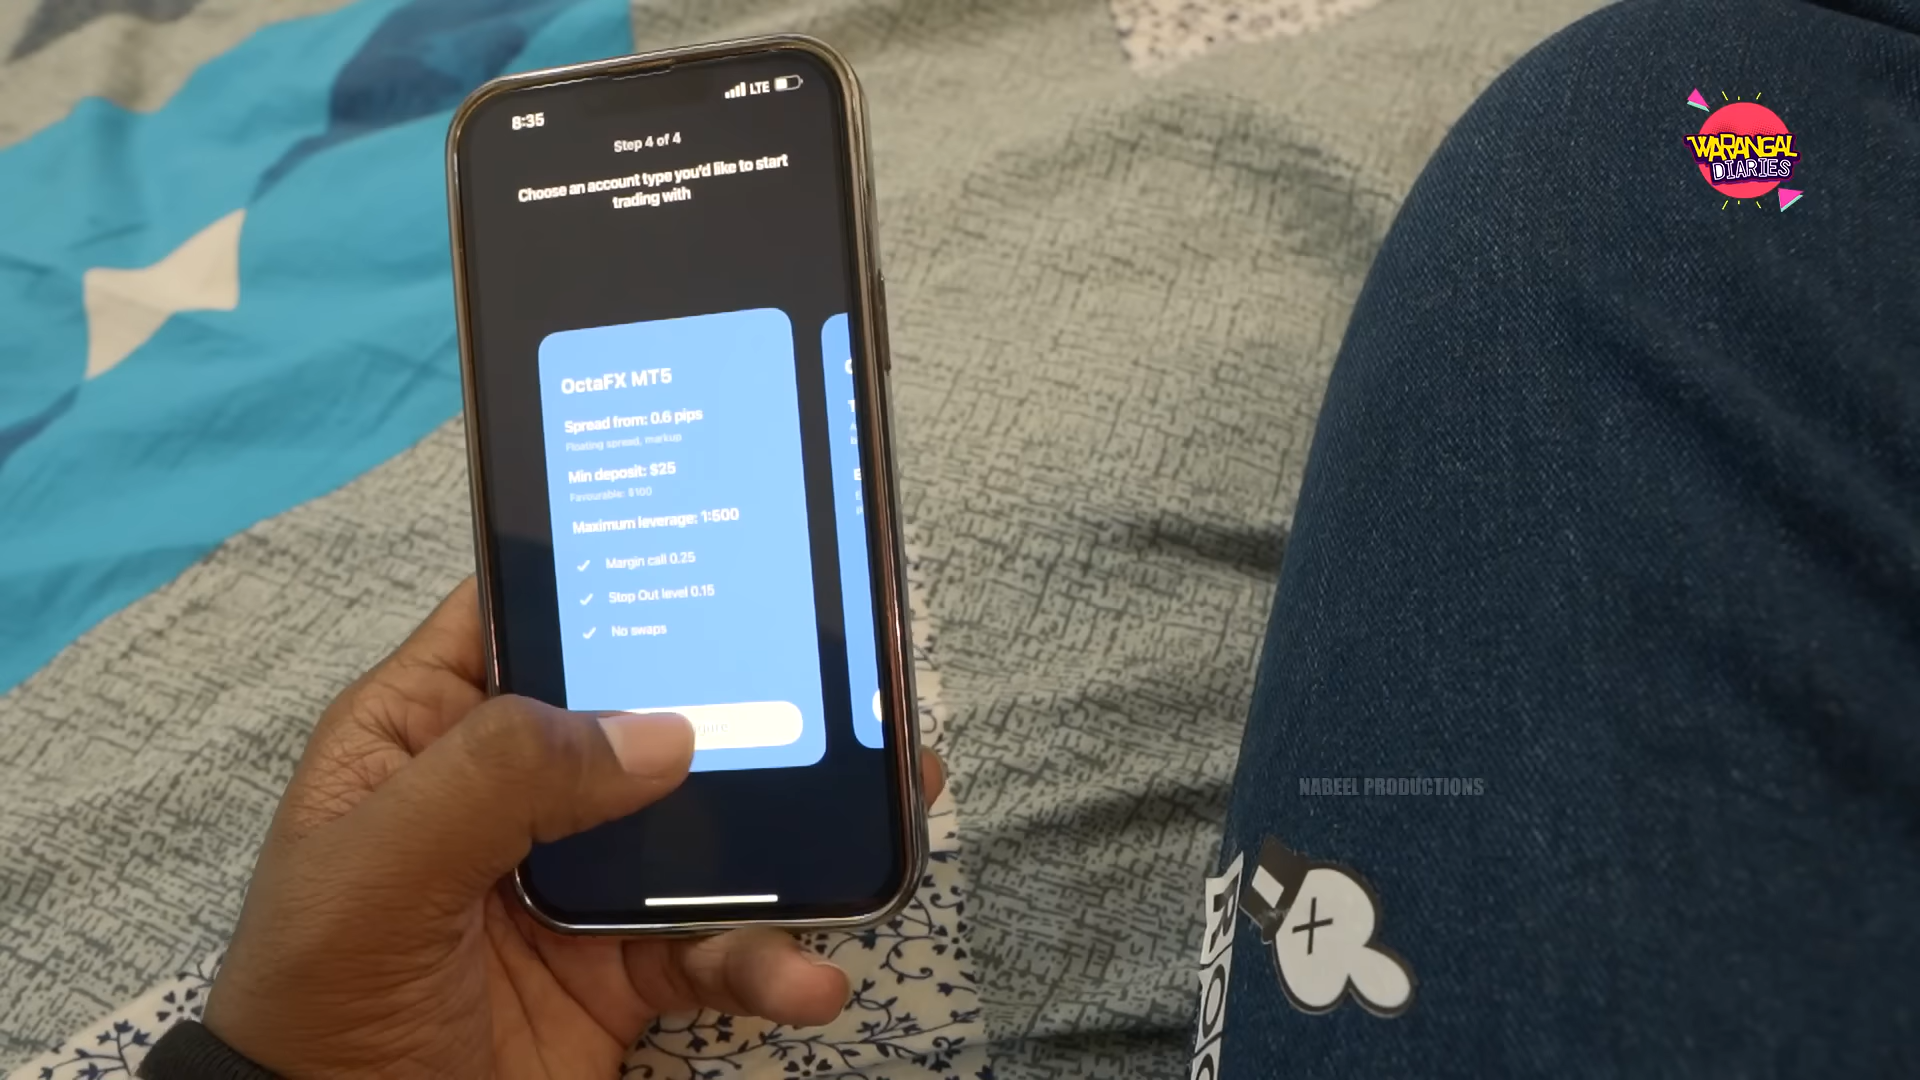 8:35
LTE
Step 4 of 4
Choose an account type you'd like to start
trading with
OctaFX MT5
Spread from: 0.6 pips
Floating spread, markup
Min deposit: $25
Favourable: $100
Maximum leverage: 1:500
Margin call 0.25
Stop Out level 0.15
No swaps
WARANGAL
DIARIES
NABEEL PRODUCTIONS